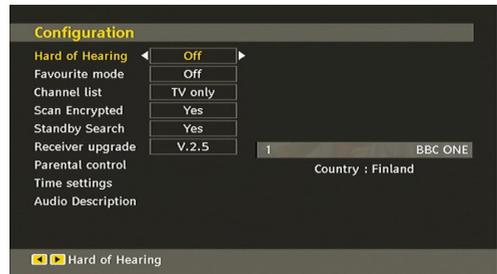 Configuration
Hard of Hearing Off
Favourite mode Off
Channel list TV only
Scan Encrypted Yes
Standby Search Yes
Receiver upgrade V.2.5
1 BBC ONE
Parental control
Country : Finland
Time settings
Audio Description
Hard of Hearing